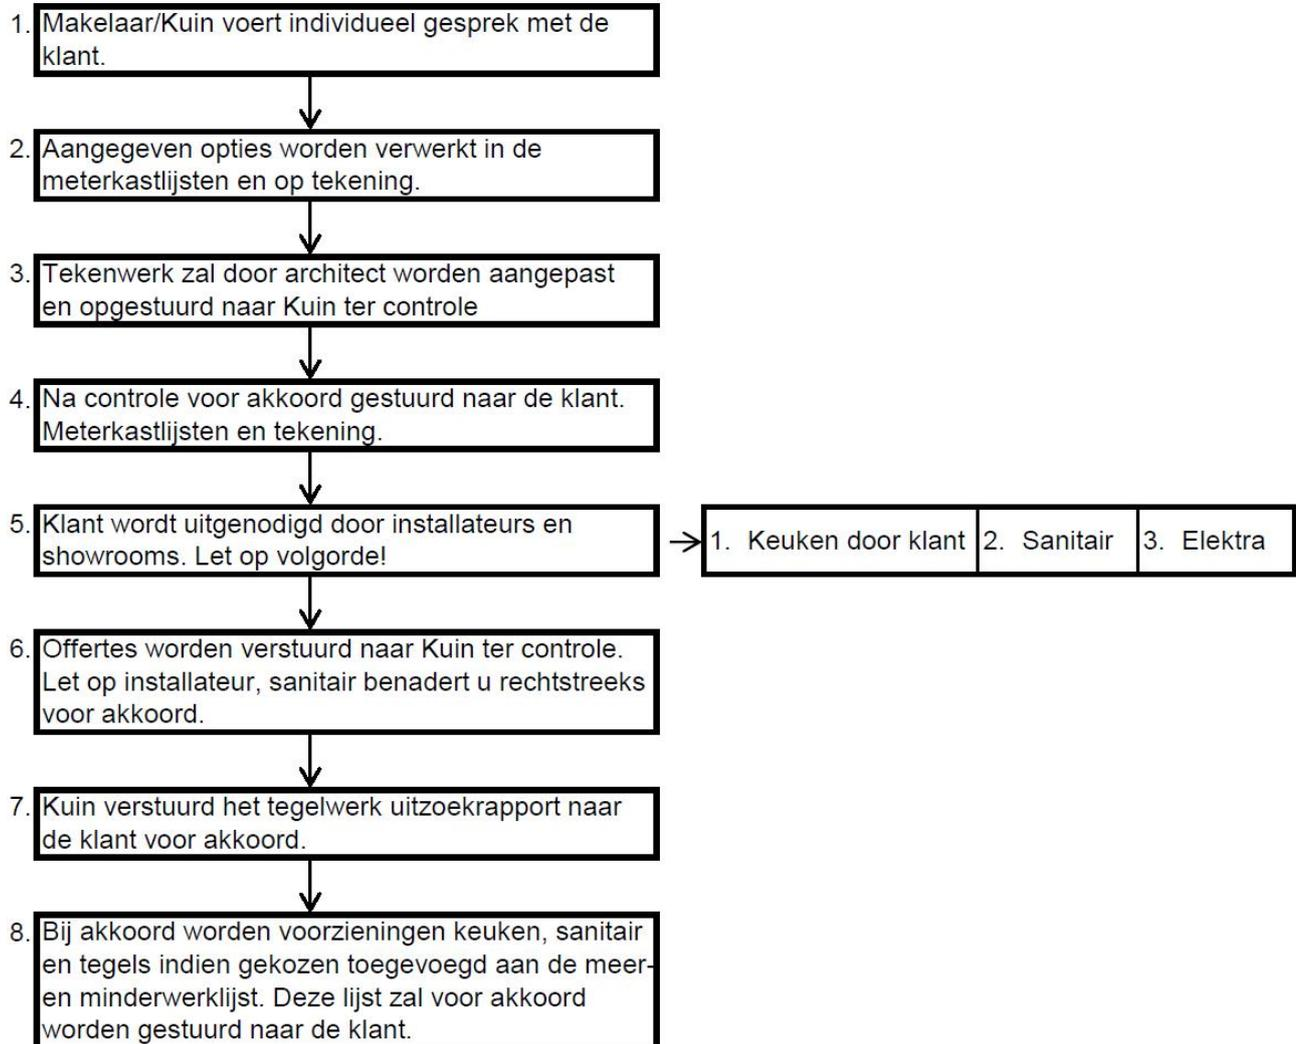 1. Makelaar/Kuin voert individueel gesprek met de
klant.
2. Aangegeven opties worden verwerkt in de
meterkastlijsten en op tekening.
3. Tekenwerk zal door architect worden aangepast
en opgestuurd naar Kuin ter controle
4. Na controle voor akkoord gestuurd naar de klant.
Meterkastlijsten en tekening.
5. Klant wordt uitgenodigd door installateurs en
showrooms. Let op volgorde!
1. Keuken door klant 2. Sanitair 3. Elektra
6. Offertes worden verstuurd naar Kuin ter controle.
Let op installateur, sanitair benadert u rechtstreeks
voor akkoord.
7. Kuin verstuurd het tegelwerk uitzoekrapport naar
de klant voor akkoord.
8. Bij akkoord worden voorzieningen keuken, sanitair
en tegels indien gekozen toegevoegd aan de meer-
en minderwerklijst. Deze lijst zal voor akkoord
worden gestuurd naar de klant.